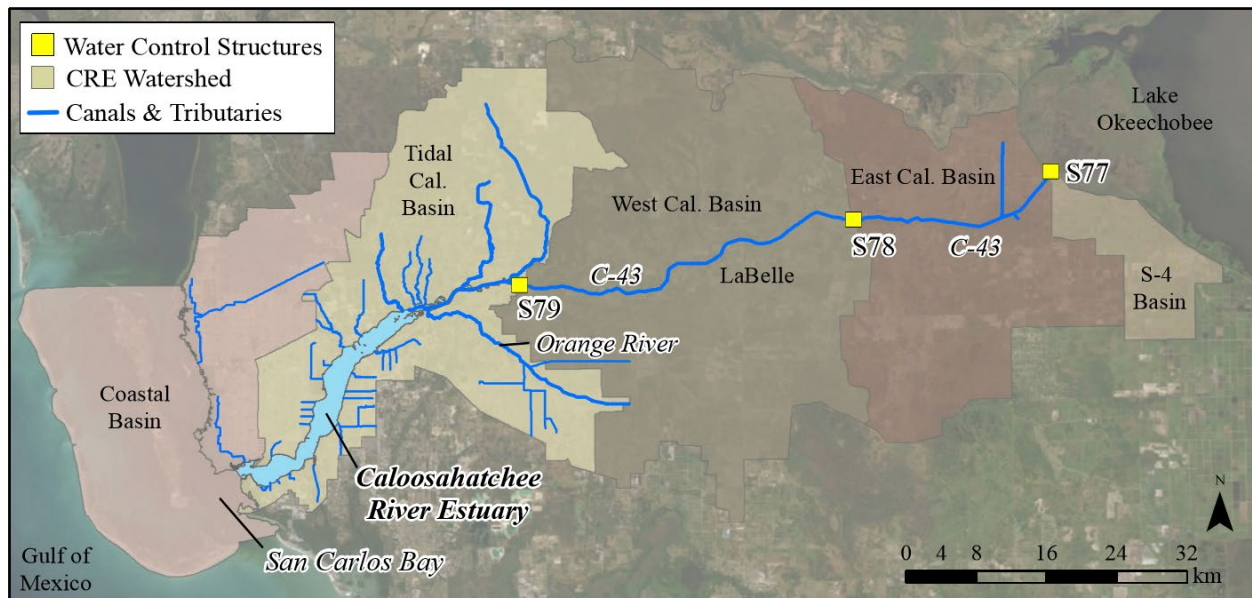 Water Control Structures
CRE Watershed
Canals & Tributaries
Lake
Okeechobee
Tidal
Cal.
Basin
West Cal. Basin
East Cal. Basin
S77
S78
C-43
C-43
LaBelle
S79
S-4
Basin
Orange River
Coastal
Basin
Caloosahatchee
River Estuary
San Carlos Bay
Gulf of
Mexico
N
0 4 8 16 24 32
km